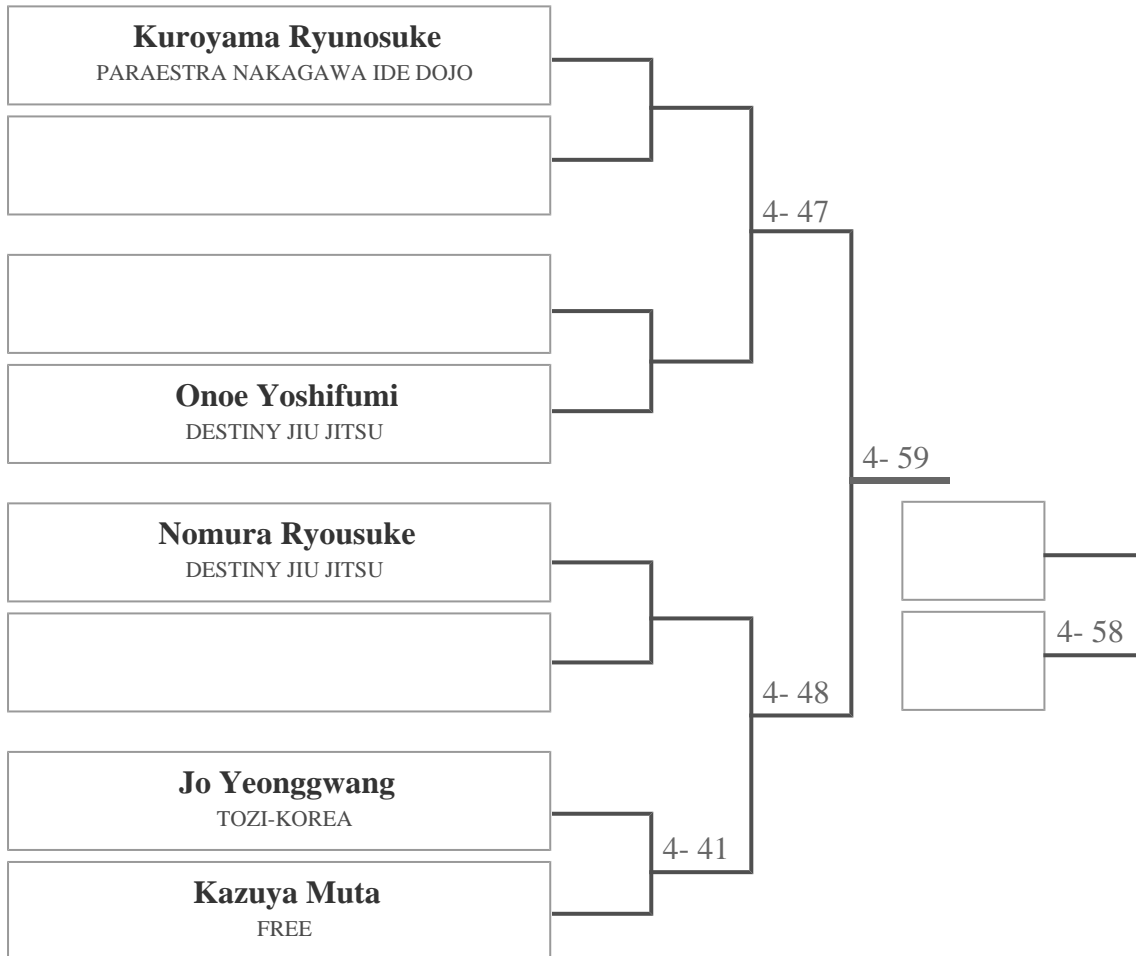 Kuroyama Ryunosuke
PARAESTRA NAKAGAWA IDE DOJO
4- 47
Onoe Yoshifumi
DESTINY JIU JITSU
4- 59
Nomura Ryousuke
DESTINY JIU JITSU
4- 58
4- 48
Jo Yeonggwang
TOZI-KOREA
4- 41
Kazuya Muta
FREE